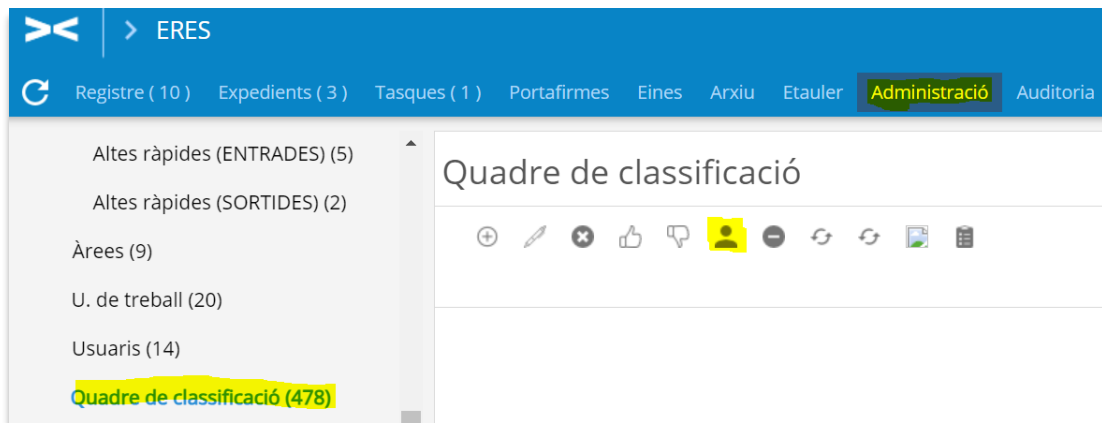 ERES
Registre ( 10 ) Expedients ( 3 ) Tasques ( 1 ) Portafirmes Eines Arxiu Etauler Administració Auditoria
Altes ràpides (ENTRADES) (5)
Altes ràpides (SORTIDES) (2)
Àrees (9)
U. de treball (20)
Usuaris (14)
Quadre de classificació (478)
Quadre de classificació